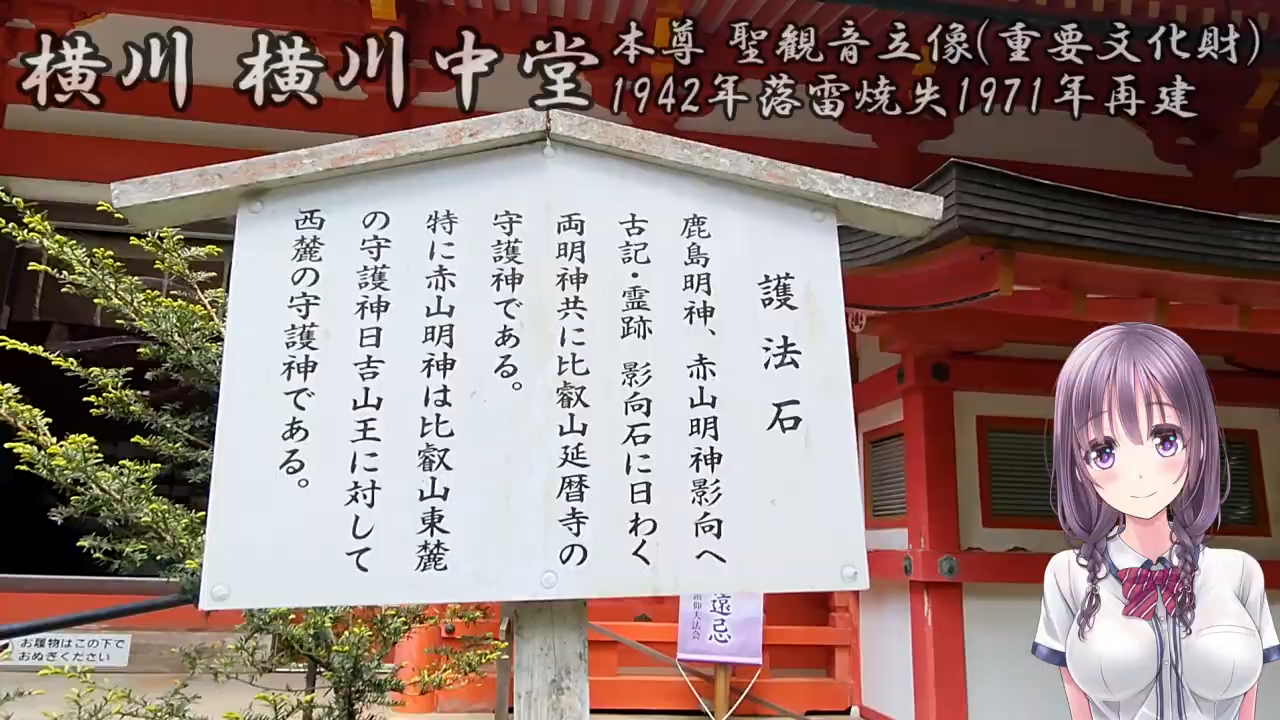 横川 横川中堂
本尊 聖観音立像(重要文化財)
1942年落雷焼失1971年再建
護法石
鹿島明神、赤山明神影向へ
古記・霊跡 影向石に日わく
両明神共に比叡山延暦寺の
守護神である。
特に赤山明神は比叡山東麓
の守護神日吉山王に対して
西麓の守護神である。
遠忌
お履物はこの下で
おぬぎください